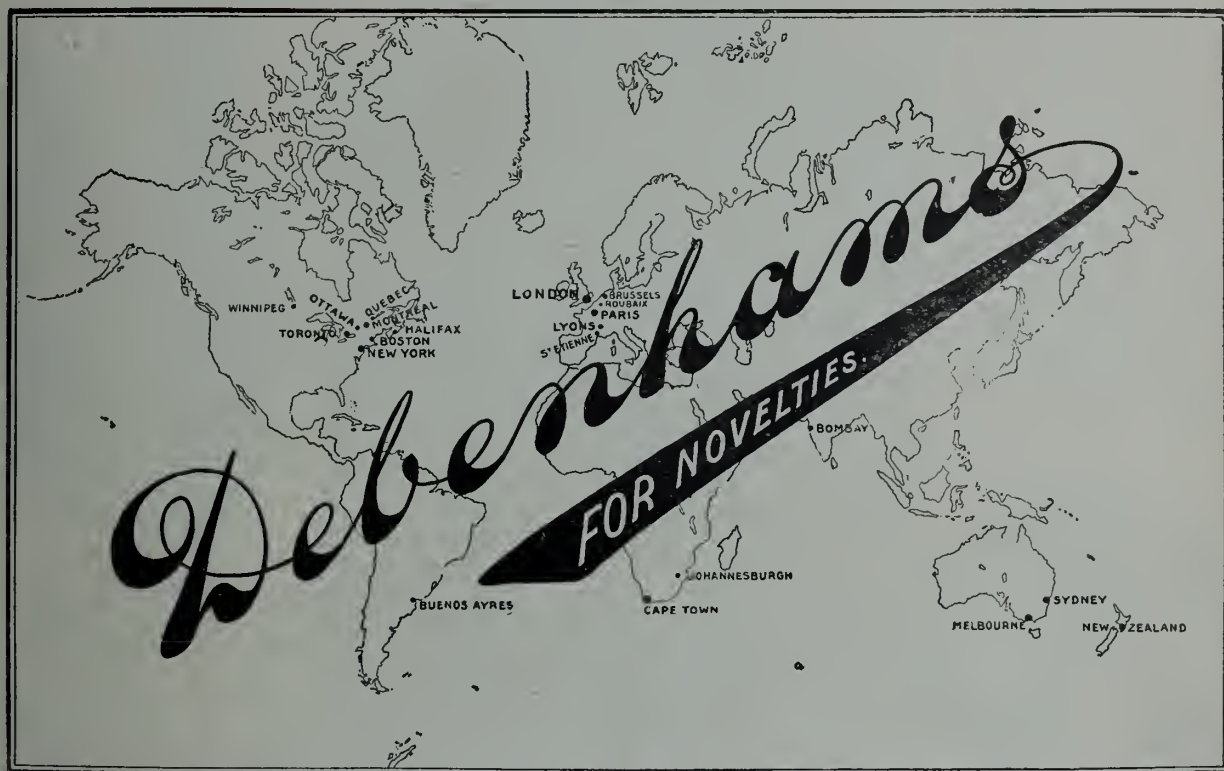 Debenhams
FOR NOVELTIES.
WINNIPEG
OTTAWA
QUEBEC
MONTREAL
TORONTO
HALIFAX
BOSTON
NEW YORK
LONDON
BRUSSELS
ROUBAIX
PARIS
LYONS
ST ETIENNE
BOMBAY
BUENOS AYRES
JOHANNESBURGH
CAPE TOWN
SYDNEY
MELBOURNE
NEW ZEALAND